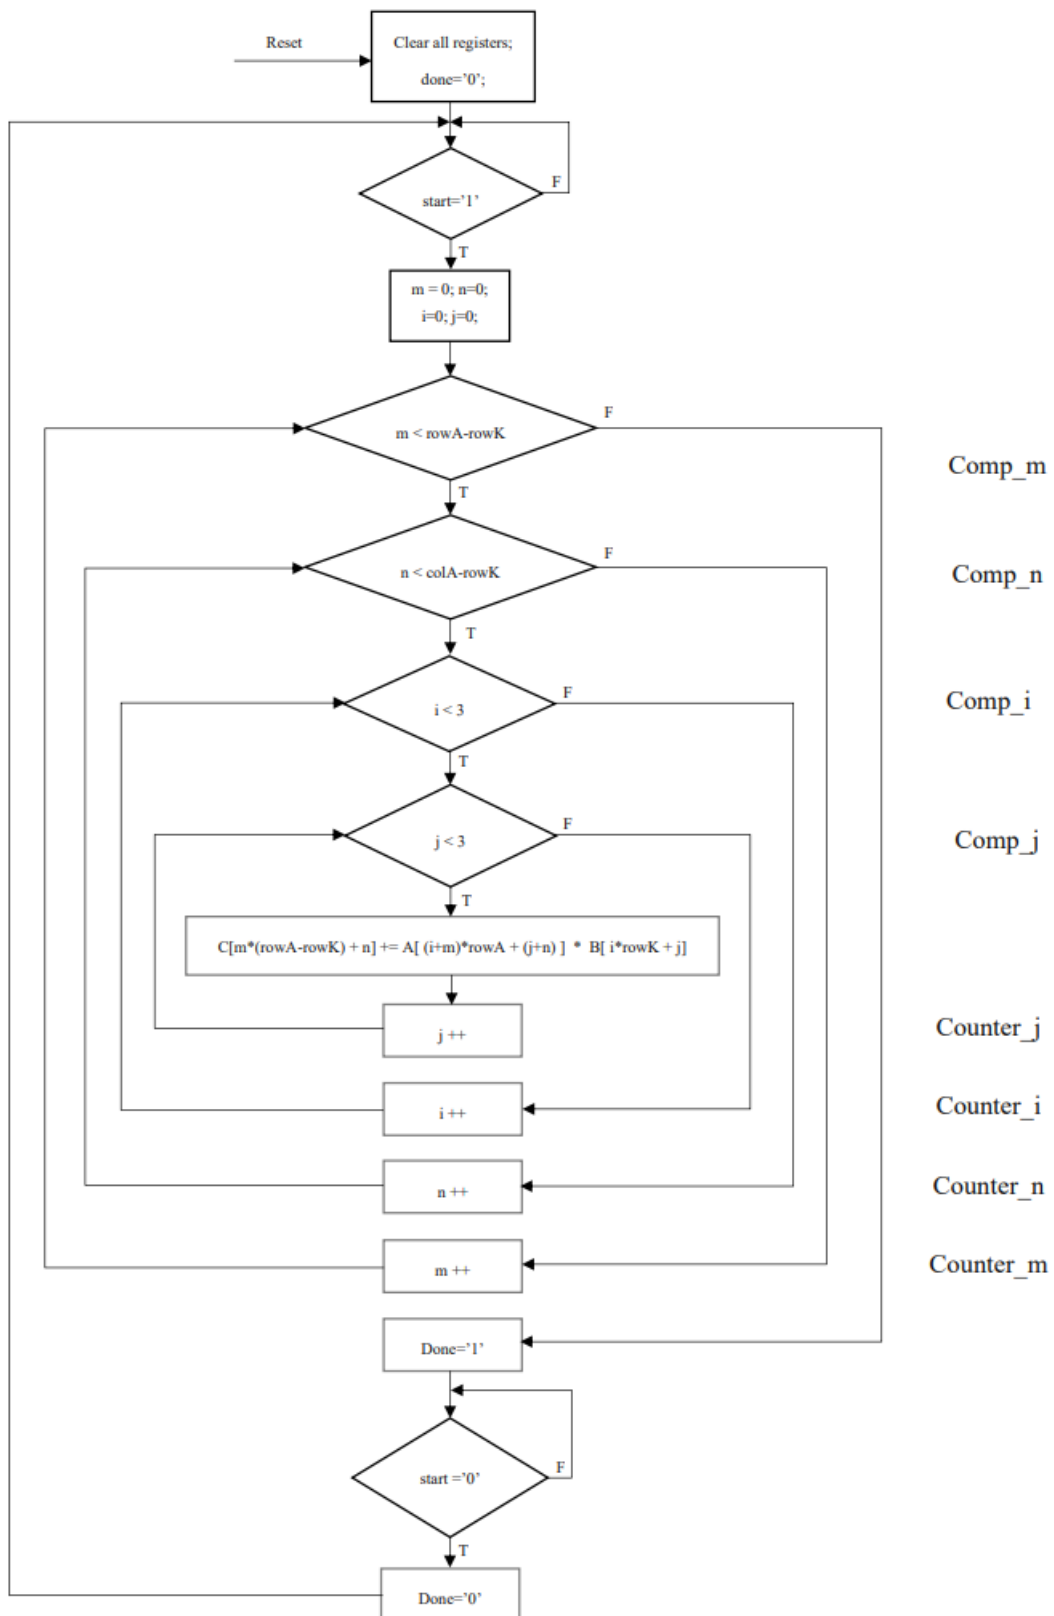 Reset
Clear all registers;
done=’0’;
F
start=’1’
T
m = 0; n=0;
i=0; j=0;
F
m < rowA-rowK
Comp_m
T
F
n < colA-rowK
Comp_n
T
F
i < 3
Comp_i
T
F
j < 3
Comp_j
T
C[m*(rowA-rowK) + n] += A[ (i+m)*rowA + (j+n) ] * B[ i*rowK + j]
j ++
Counter_j
i ++
Counter_i
n ++
Counter_n
m ++
Counter_m
Done=’1’
F
start =’0’
T
Done=’0’